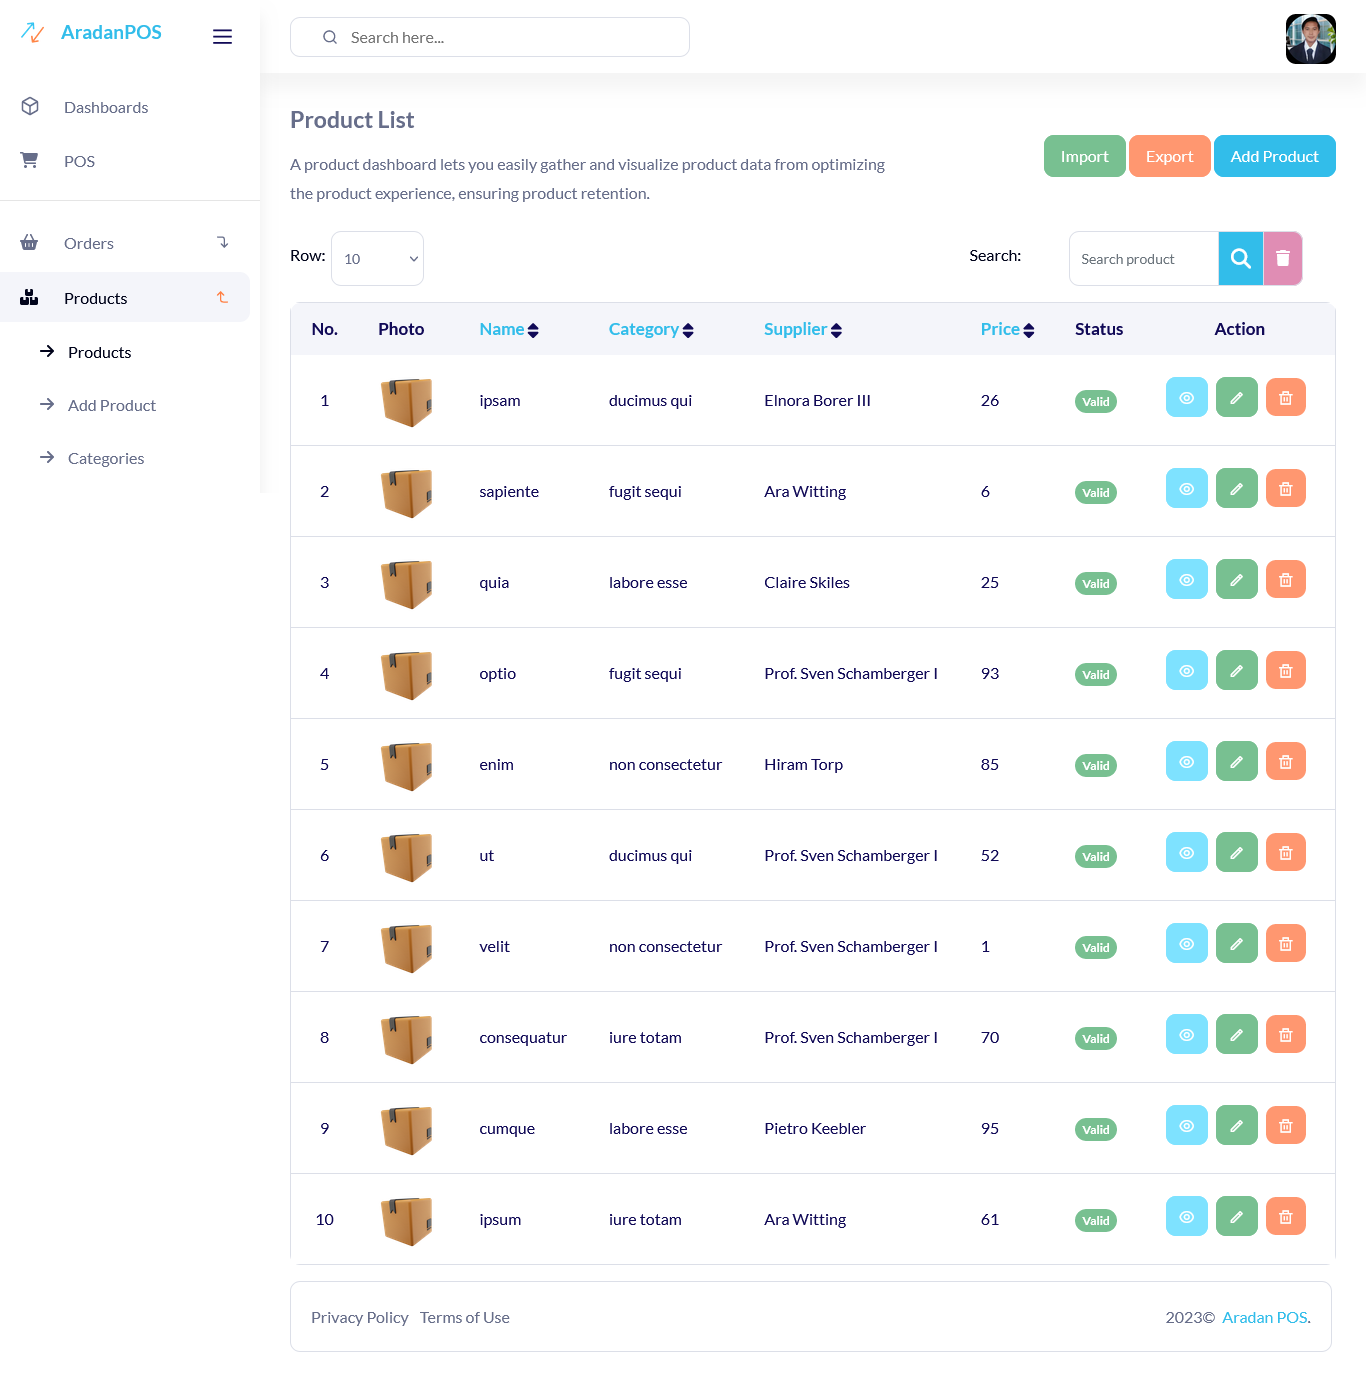 AradanPOS
Search here...
Dashboards
POS
Orders
Products
Products
Add Product
Categories
Product List
A product dashboard lets you easily gather and visualize product data from optimizing
the product experience, ensuring product retention.
Import Export Add Product
Row: 10 Search: Search product
No. Photo Name Category Supplier Price Status Action
1 ipsam ducimus qui Elnora Borer III 26 Valid
2 sapiente fugit sequi Ara Witting 6 Valid
3 quia labore esse Claire Skiles 25 Valid
4 optio fugit sequi Prof. Sven Schamberger I 93 Valid
5 enim non consectetur Hiram Torp 85 Valid
6 ut ducimus qui Prof. Sven Schamberger I 52 Valid
7 velit non consectetur Prof. Sven Schamberger I 1 Valid
8 consequatur iure totam Prof. Sven Schamberger I 70 Valid
9 cumque labore esse Pietro Keebler 95 Valid
10 ipsum iure totam Ara Witting 61 Valid
Privacy Policy Terms of Use 2023© Aradan POS.